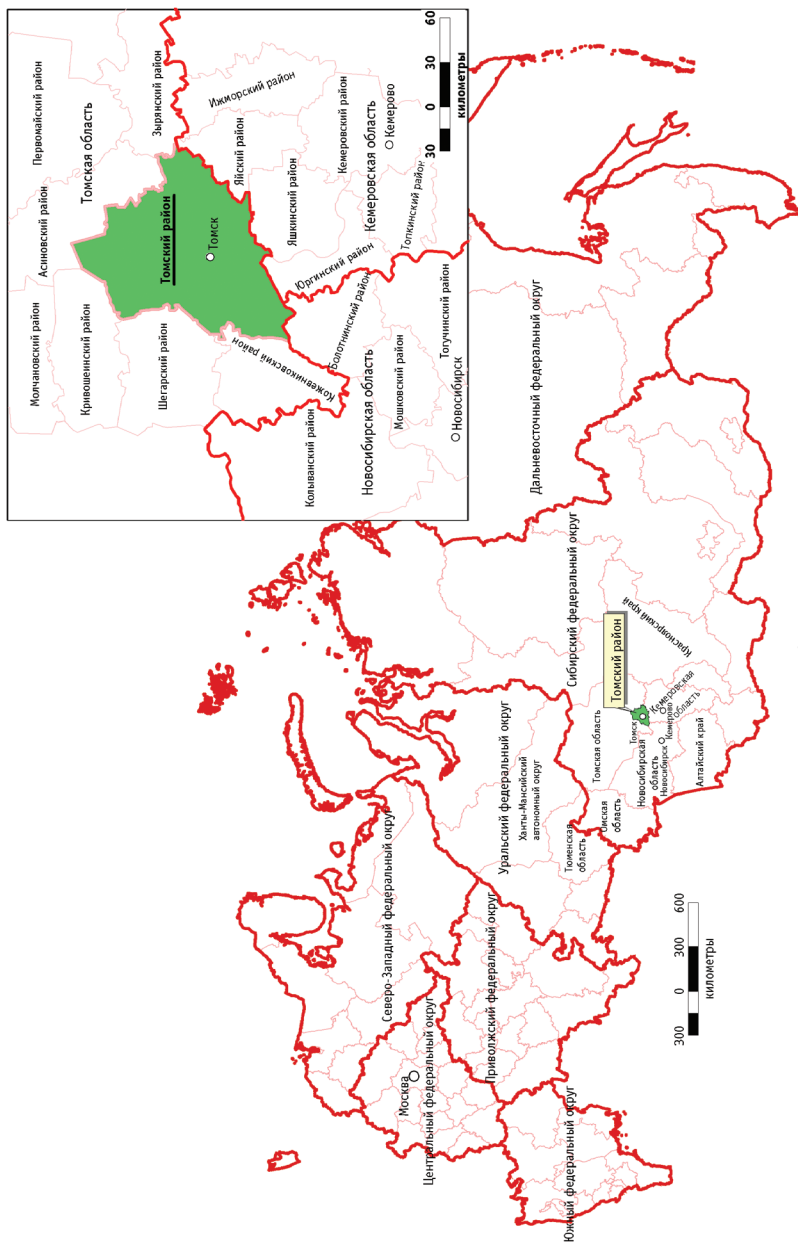 Первомайский район
Томская область
Зырянский район
Асиновский район
Томский район
Томск
Молчановский район
Кривошеинский район
Шегарский район
Кожевниковский район
Ижморский район
Яйский район
Яшкинский район
Кемеровский район
Кемеровская область
Кемерово
Юргинский район
Топкинский район
Болотнинский район
Колыванский район
Новосибирская область
Мошковский район
Тогучинский район
Новосибирск
30 0 30 60
километры
Дальневосточный федеральный округ
Сибирский федеральный округ
Красноярский край
Томский район
Томск
Томская область
Кемеровская
область
Кемерово
Новосибирская
область
Новосибирск
Алтайский край
Омская
область
Уральский федеральный округ
Ханты-Мансийский
автономный округ
Тюменская
область
Северо-Западный федеральный округ
Приволжский федеральный округ
Москва
Центральный федеральный округ
Южный федеральный округ
300 0 300 600
километры